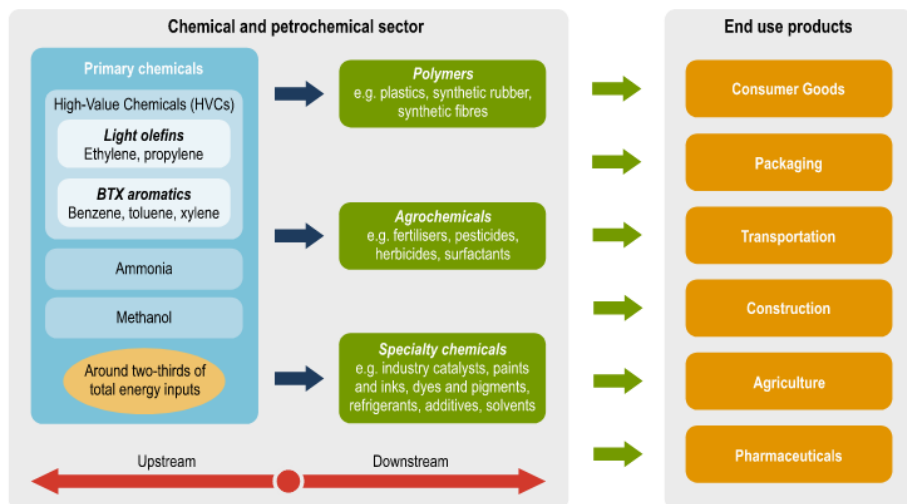 Chemical and petrochemical sector
Primary chemicals
High-Value Chemicals (HVCs)
Light olefins
Ethylene, propylene
BTX aromatics
Benzene, toluene, xylene
Ammonia
Methanol
Around two-thirds of
total energy inputs
Polymers
e.g. plastics, synthetic rubber,
synthetic fibres
Agrochemicals
e.g. fertilisers, pesticides,
herbicides, surfactants
Specialty chemicals
e.g. industry catalysts, paints
and inks, dyes and pigments,
refrigerants, additives, solvents
Upstream
Downstream
End use products
Consumer Goods
Packaging
Transportation
Construction
Agriculture
Pharmaceuticals